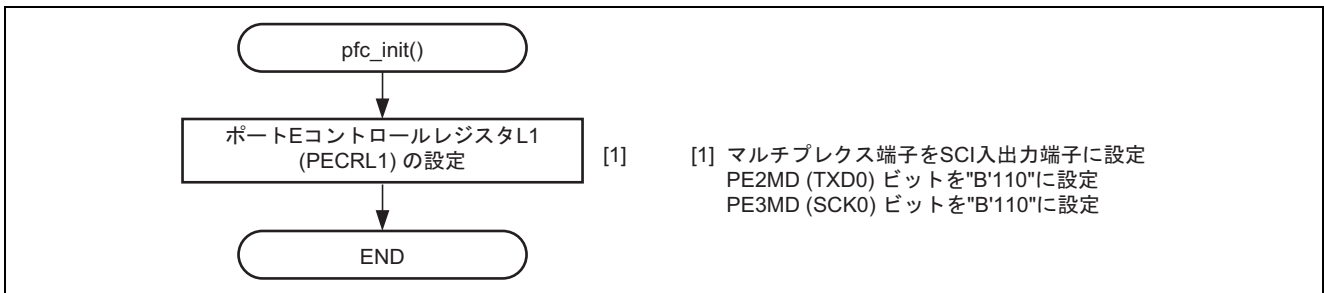 pfc_init()
ポートEコントロールレジスタL1
(PECRL1) の設定
[1]
[1] マルチプレクス端子をSCI入出力端子に設定
PE2MD (TXD0) ビットを"B'110"に設定
PE3MD (SCK0) ビットを"B'110"に設定
END